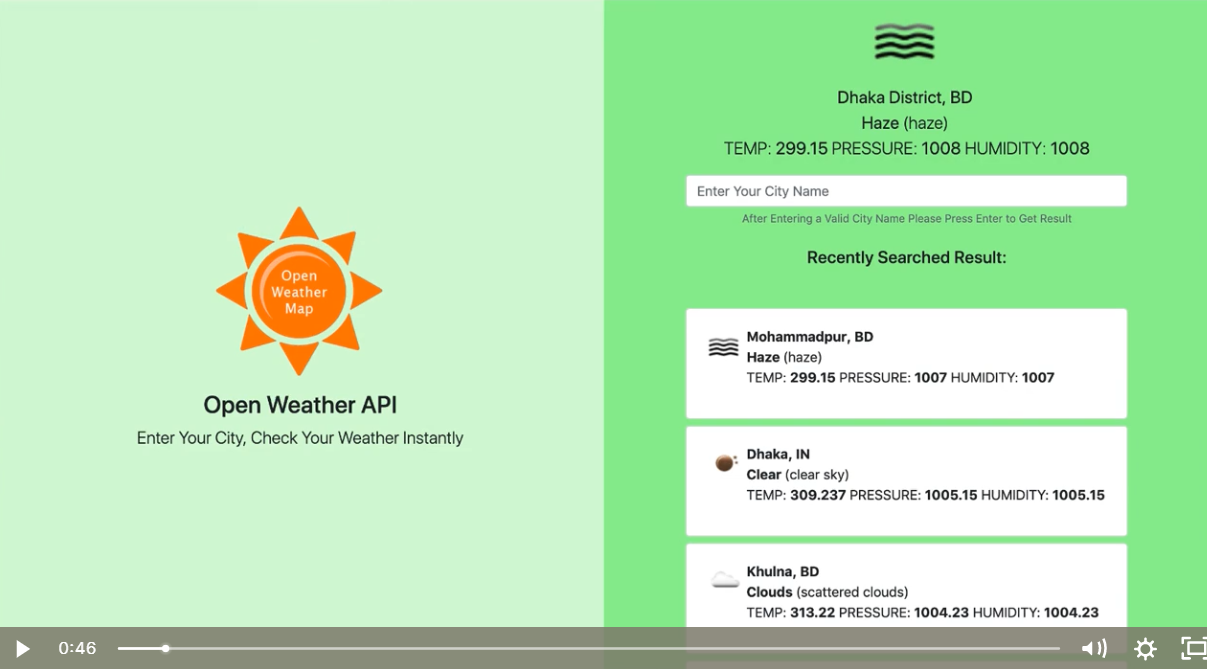 Open
Weather
Map
Open Weather API
Enter Your City, Check Your Weather Instantly
Dhaka District, BD
Haze (haze)
TEMP: 299.15 PRESSURE: 1008 HUMIDITY: 1008
Enter Your City Name
After Entering a Valid City Name Please Press Enter to Get Result
Recently Searched Result:
Mohammadpur, BD
Haze (haze)
TEMP: 299.15 PRESSURE: 1007 HUMIDITY: 1007
Dhaka, IN
Clear (clear sky)
TEMP: 309.237 PRESSURE: 1005.15 HUMIDITY: 1005.15
Khulna, BD
Clouds (scattered clouds)
TEMP: 313.22 PRESSURE: 1004.23 HUMIDITY: 1004.23
0:46